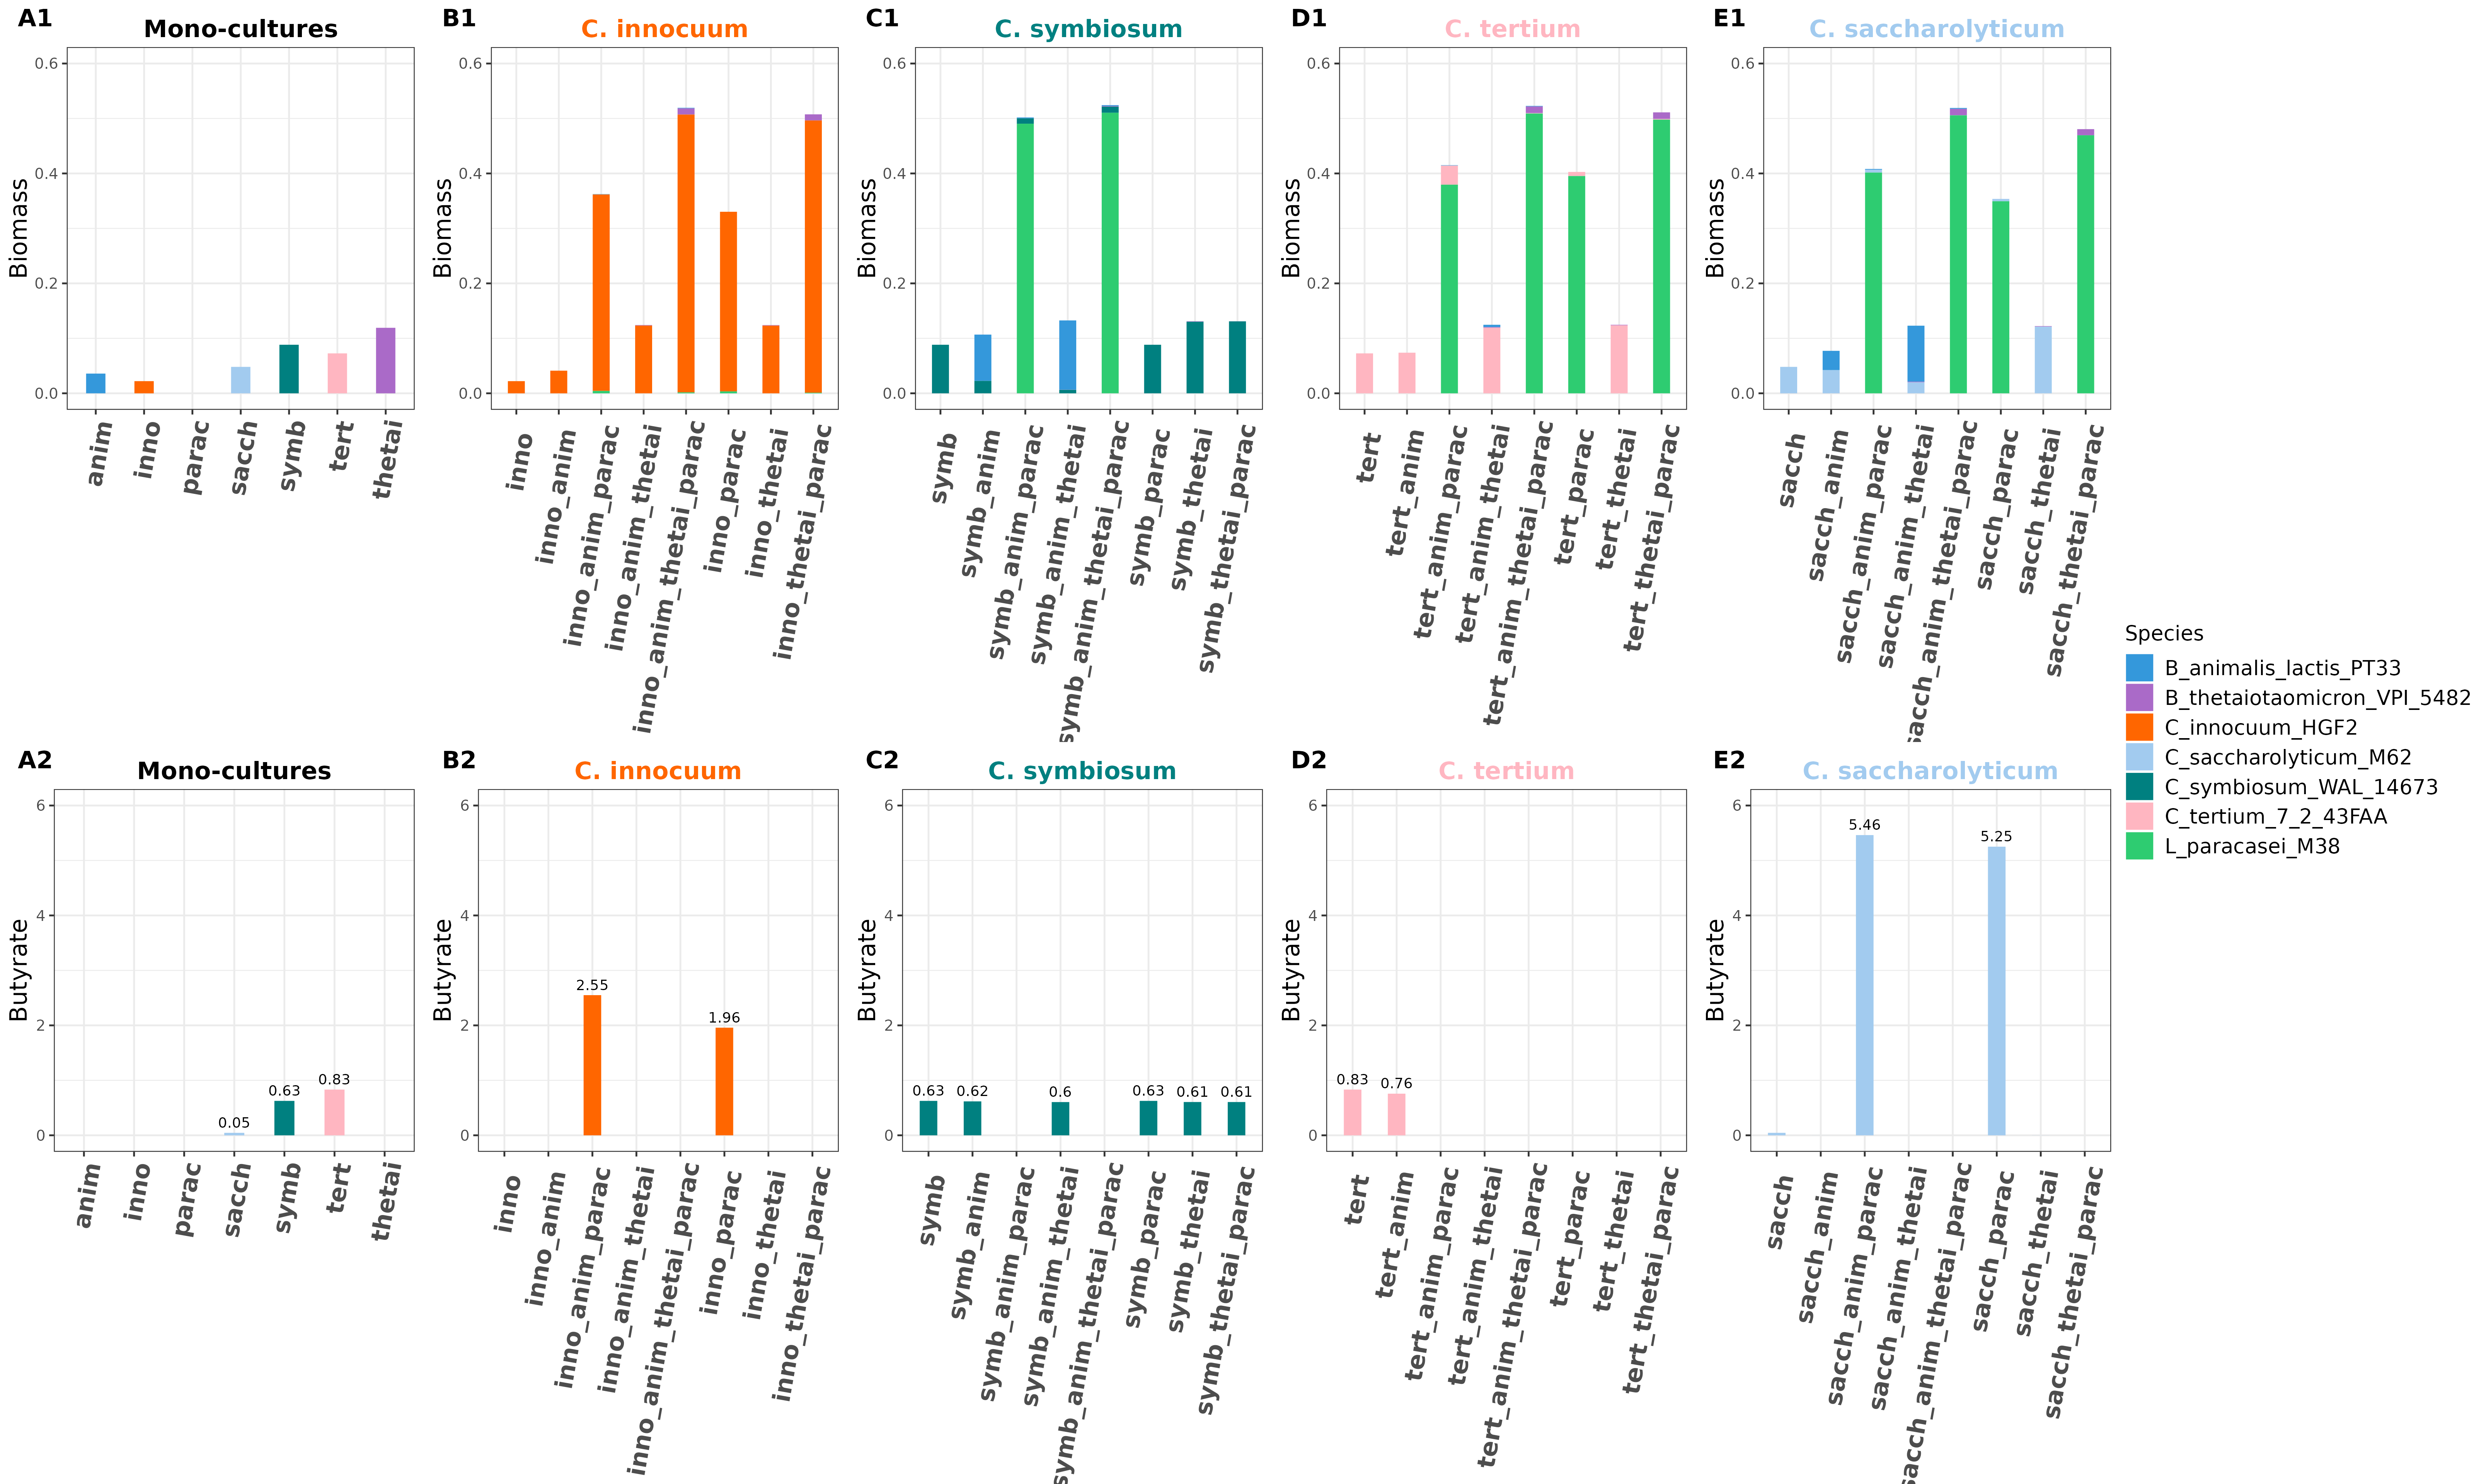 A1
Mono-cultures
Biomass
0.6
0.4
0.2
0.0
anim
inno
parac
sacch
symb
tert
thetai
B1
C. innocuum
Biomass
0.6
0.4
0.2
0.0
inno
inno_anim
inno_anim_parac
inno_anim_thetai
inno_anim_thetai_parac
inno_parac
inno_thetai
inno_thetai_parac
C1
C. symbiosum
Biomass
0.6
0.4
0.2
0.0
symb
symb_anim
symb_anim_parac
symb_anim_thetai
symb_anim_thetai_parac
symb_parac
symb_thetai
symb_thetai_parac
D1
C. tertium
Biomass
0.6
0.4
0.2
0.0
tert
tert_anim
tert_anim_parac
tert_anim_thetai
tert_anim_thetai_parac
tert_parac
tert_thetai
tert_thetai_parac
E1
C. saccharolyticum
Biomass
0.6
0.4
0.2
0.0
sacch
sacch_anim
sacch_anim_parac
sacch_anim_thetai
sacch_anim_thetai_parac
sacch_parac
sacch_thetai
sacch_thetai_parac
Species
B_animalis_lactis_PT33
B_thetaiotaomicron_VPI_5482
C_innocuum_HGF2
C_saccharolyticum_M62
C_symbiosum_WAL_14673
C_tertium_7_2_43FAA
L_paracasei_M38
A2
Mono-cultures
Butyrate
6
4
2
0
0.05
0.63
0.83
anim
inno
parac
sacch
symb
tert
thetai
B2
C. innocuum
Butyrate
6
4
2
0
2.55
1.96
inno
inno_anim
inno_anim_parac
inno_anim_thetai
inno_anim_thetai_parac
inno_parac
inno_thetai
inno_thetai_parac
C2
C. symbiosum
Butyrate
6
4
2
0
0.63
0.62
0.6
0.63
0.61
0.61
symb
symb_anim
symb_anim_parac
symb_anim_thetai
symb_anim_thetai_parac
symb_parac
symb_thetai
symb_thetai_parac
D2
C. tertium
Butyrate
6
4
2
0
0.83
0.76
tert
tert_anim
tert_anim_parac
tert_anim_thetai
tert_anim_thetai_parac
tert_parac
tert_thetai
tert_thetai_parac
E2
C. saccharolyticum
Butyrate
6
4
2
0
5.46
5.25
sacch
sacch_anim
sacch_anim_parac
sacch_anim_thetai
sacch_anim_thetai_parac
sacch_parac
sacch_thetai
sacch_thetai_parac